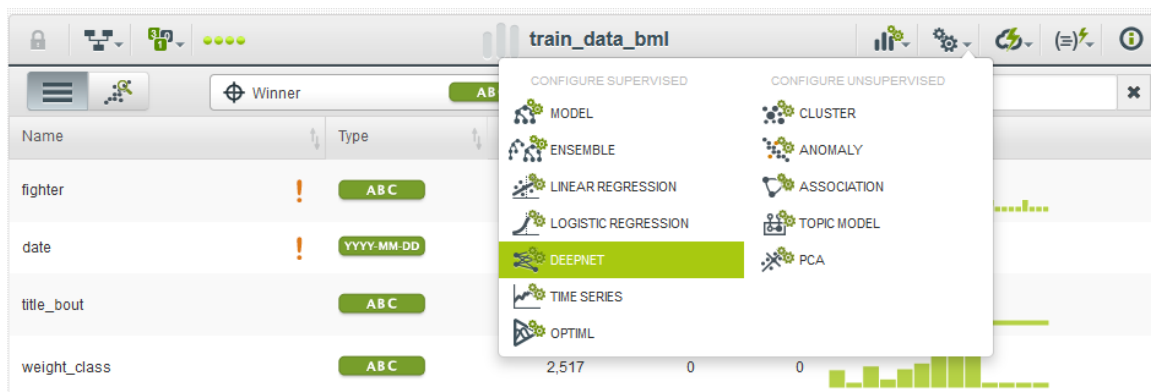 train_data_bml
Winner
AB
Name
Type
CONFIGURE SUPERVISED
CONFIGURE UNSUPERVISED
MODEL
CLUSTER
ENSEMBLE
ANOMALY
LINEAR REGRESSION
ASSOCIATION
LOGISTIC REGRESSION
TOPIC MODEL
DEEPNET
PCA
TIME SERIES
OPTIML
fighter
ABC
date
YYYY-MM-DD
title_bout
ABC
weight_class
ABC
2,517
0
0